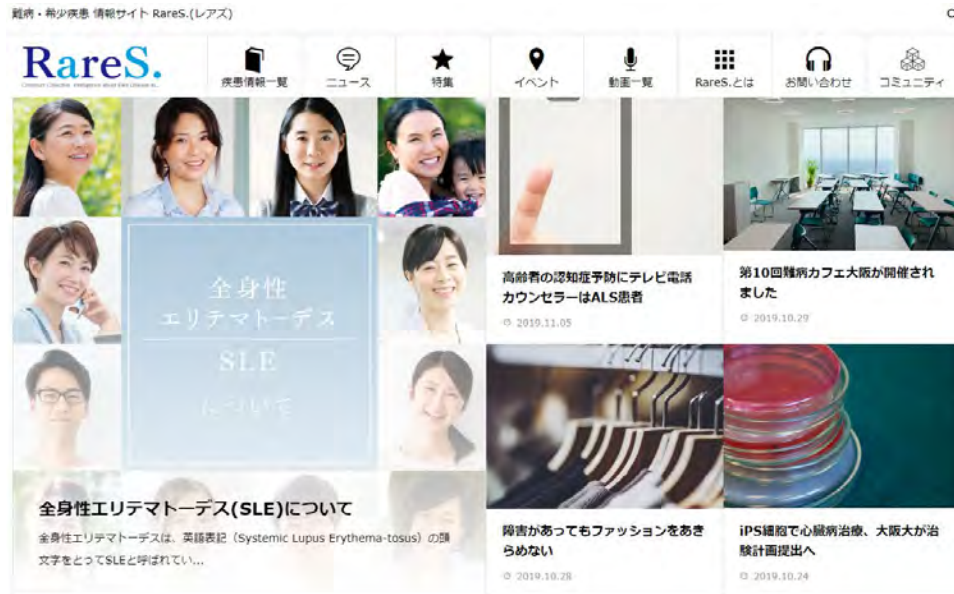 難病・希少疾患 情報サイト RareS.(レアズ)
RareS.
疾患情報一覧
ニュース
特集
イベント
動画一覧
RareS.とは
お問い合わせ
コミュニティ
全身性
エリテマトーデス
SLE
について
全身性エリテマトーデス(SLE)について
全身性エリテマトーデスは、英語表記（Systemic Lupus Erythema-tosus）の頭
文字をとってSLEと呼ばれてい...
高齢者の認知症予防にテレビ電話
カウンセラーはALS患者
2019.11.05
第10回難病カフェ大阪が開催され
ました
2019.10.29
障害があってもファッションをあき
らめない
2019.10.28
iPS細胞で心臓病治療、大阪大が治
験計画提出へ
2019.10.24